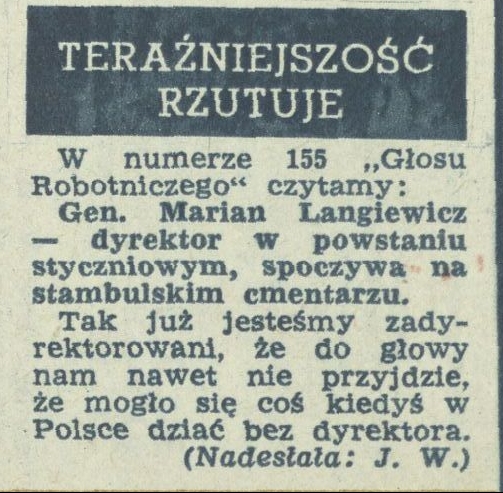 TERAŹNIEJSZOŚĆ
RZUTUJE
W numerze 155 „Głosu
Robotniczego“ czytamy:
Gen. Marian Langiewicz
— dyrektor w powstaniu
styczniowym, spoczywa na
stambulskim cmentarzu.
Tak już jesteśmy zady-
rektorowani, że do głowy
nam nawet nie przyjdzie,
że mogło się coś kiedyś w
Polsce dziać bez dyrektora.
(Nadesłała: J. W.)